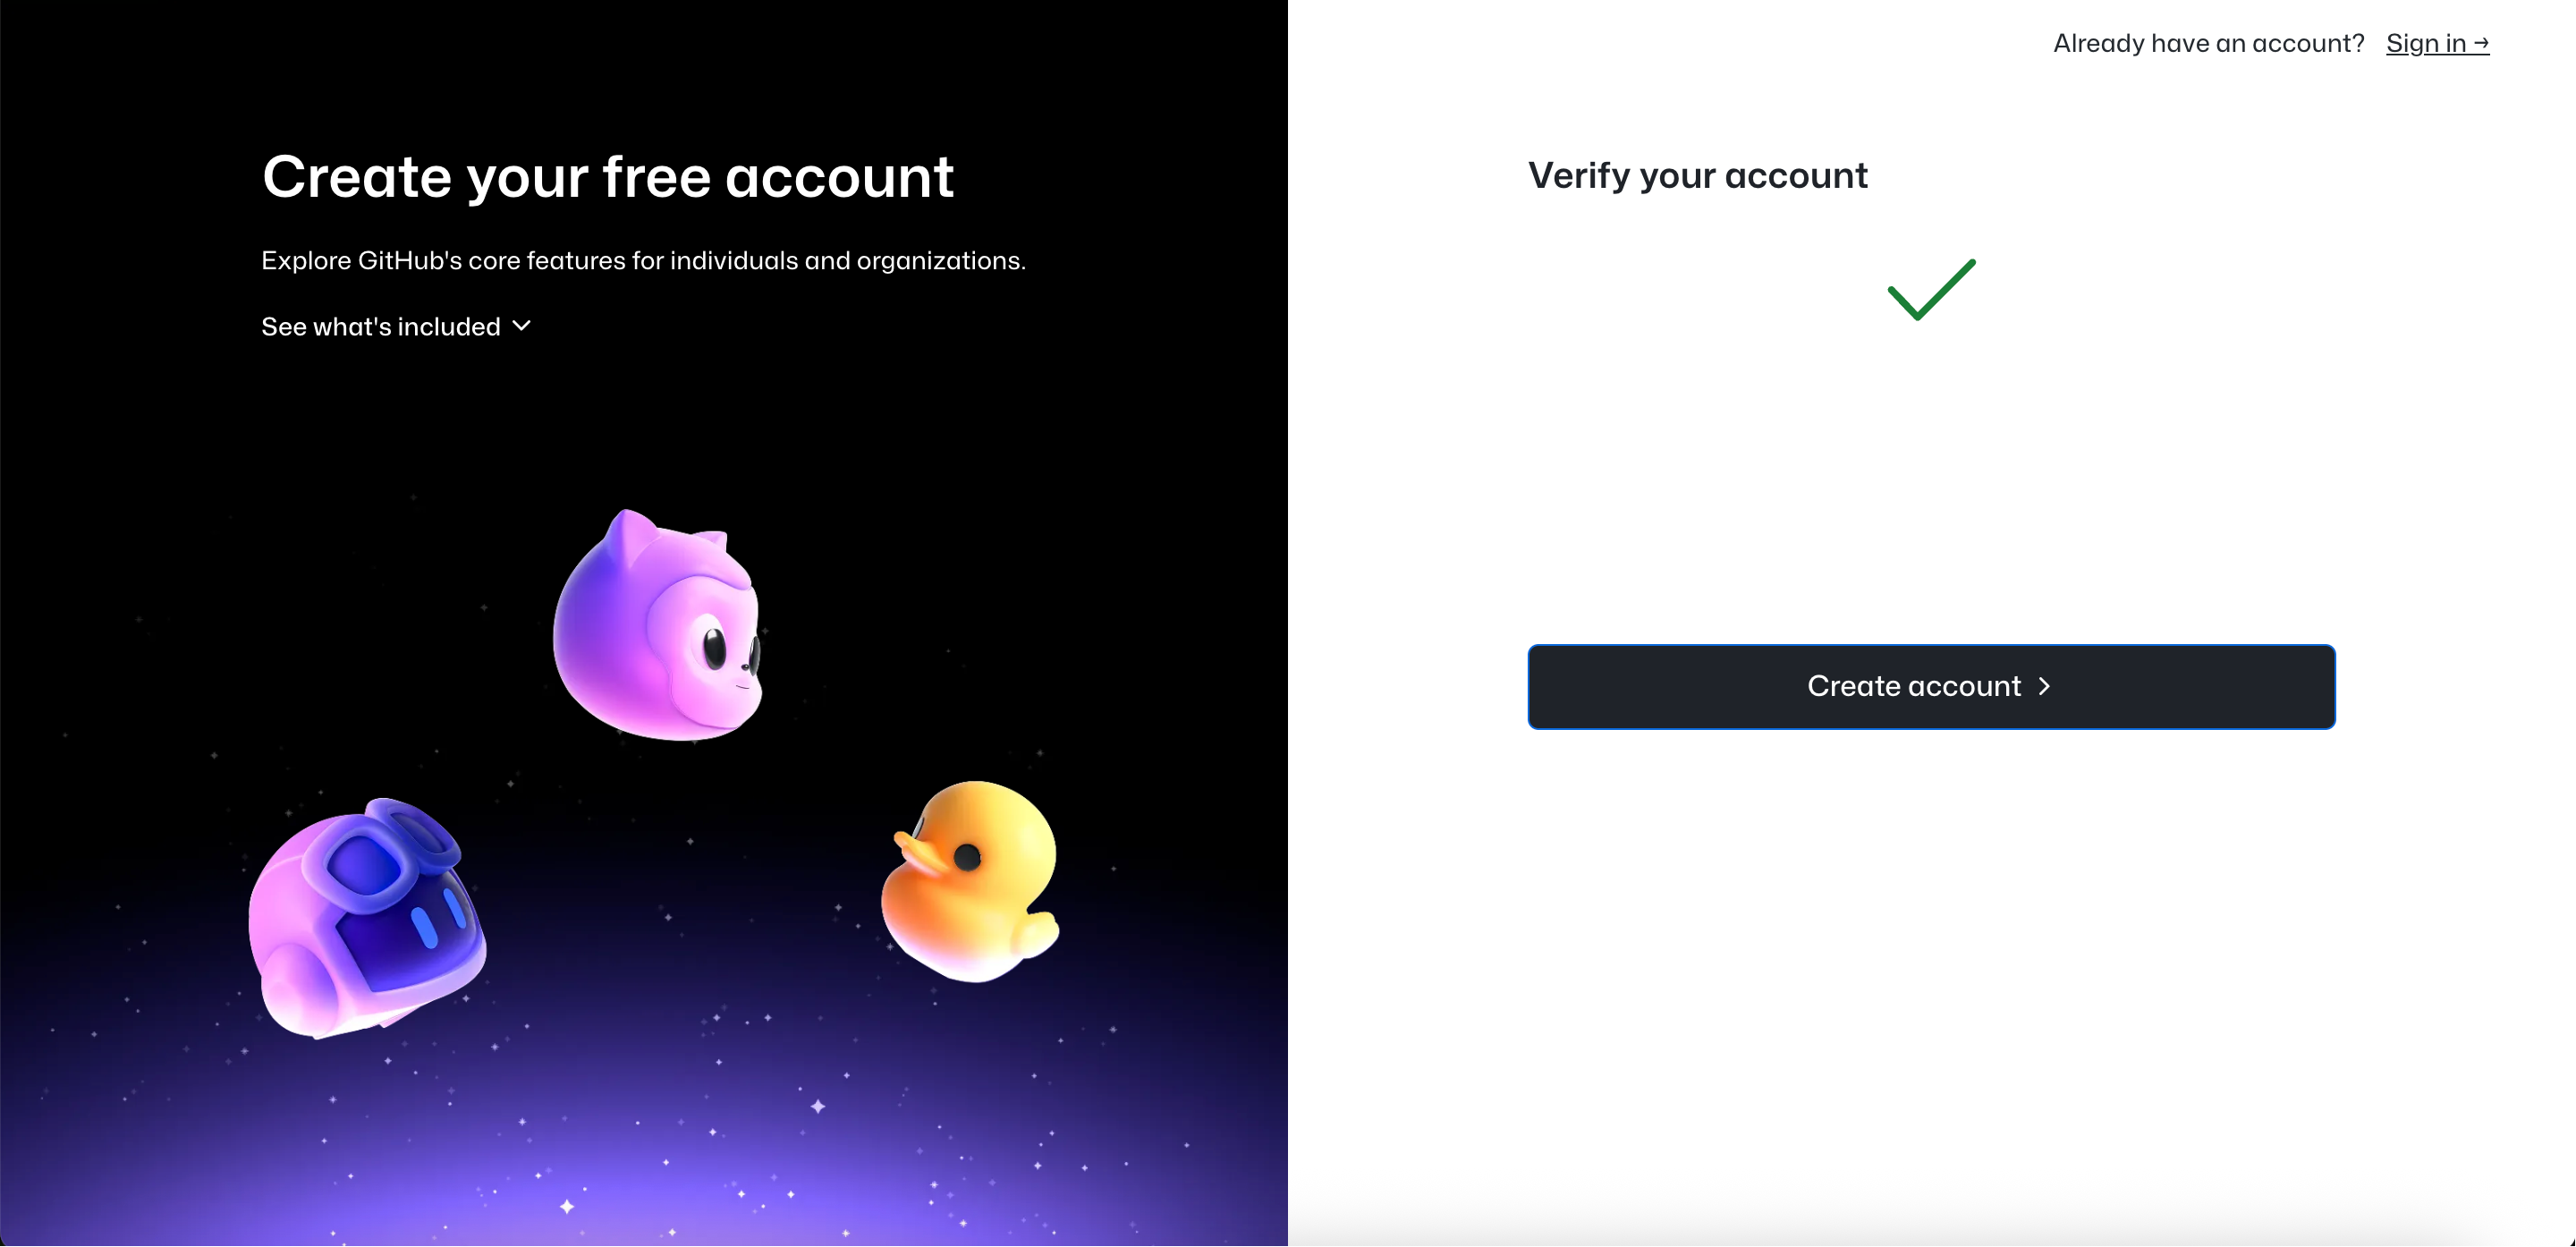 Already have an account? Sign in →
Create your free account
Explore GitHub's core features for individuals and organizations.
See what's included
Verify your account
Create account